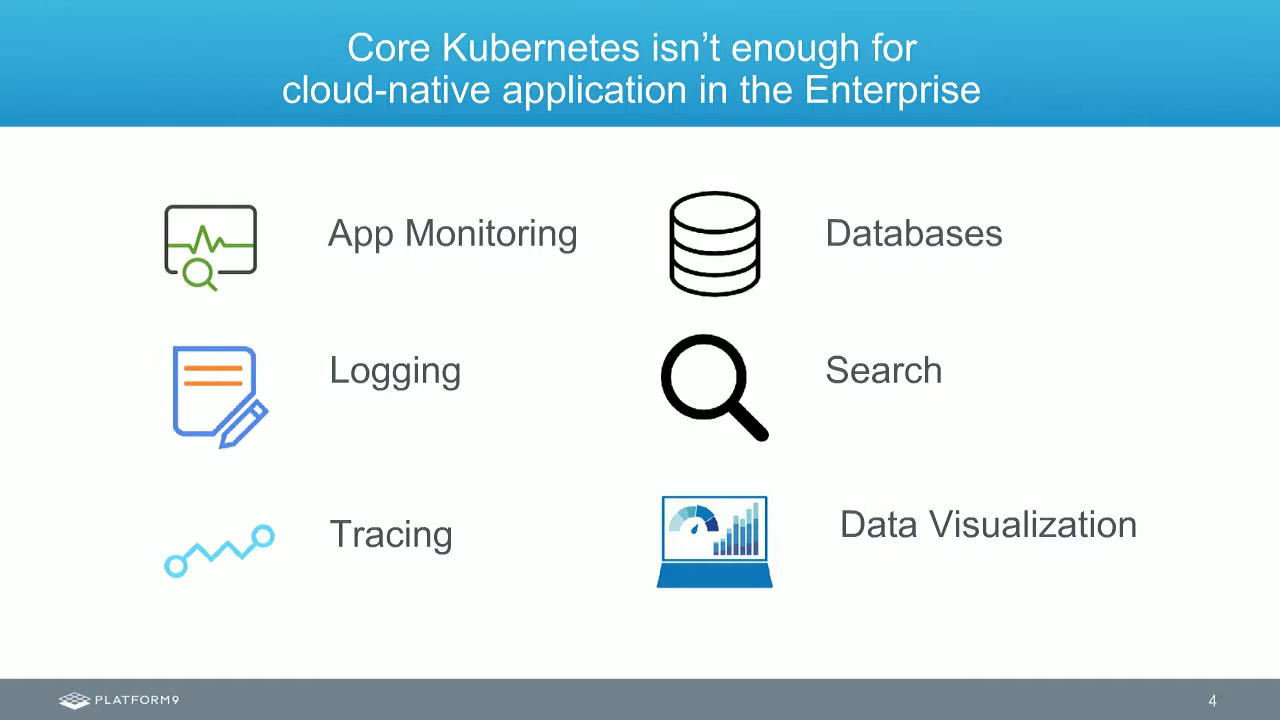 Core Kubernetes isn’t enough for
cloud-native application in the Enterprise
App Monitoring
Databases
Logging
Search
Tracing
Data Visualization
PLATFORM9
4